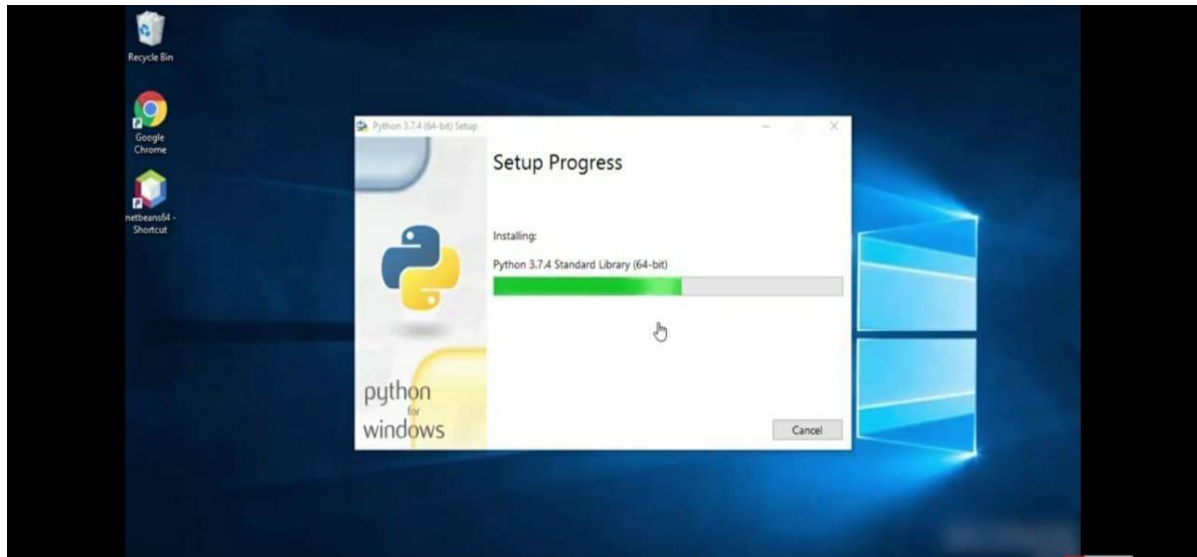 Recycle Bin
Google
Chrome
netbeans64 -
Shortcut
Python 3.7.4 (64-bit) Setup
Setup Progress
Installing:
Python 3.7.4 Standard Library (64-bit)
python
for
windows
Cancel